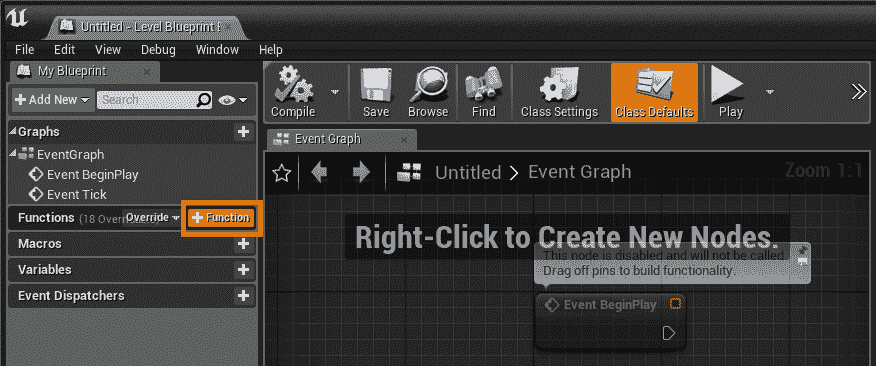 Untitled - Level Blueprint E
File Edit View Debug Window Help
My Blueprint
Add New Search
Graphs
EventGraph
Event BeginPlay
Event Tick
Functions (18 Over Override + Function
Macros
Variables
Event Dispatchers
Compile Save Browse Find Class Settings Class Defaults Play
Event Graph
Untitled > Event Graph Zoom 1:1
Right-Click to Create New Nodes.
This node is disabled and will not be called.
Drag off pins to build functionality.
Event BeginPlay